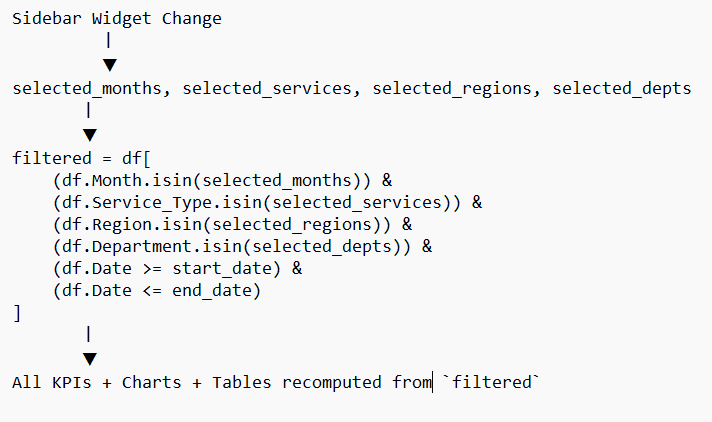 Sidebar Widget Change
|
▼
selected_months, selected_services, selected_regions, selected_depts
|
▼
filtered = df[
    (df.Month.isin(selected_months)) &
    (df.Service_Type.isin(selected_services)) &
    (df.Region.isin(selected_regions)) &
    (df.Department.isin(selected_depts)) &
    (df.Date >= start_date) &
    (df.Date <= end_date)
]
|
▼
All KPIs + Charts + Tables recomputed from `filtered`